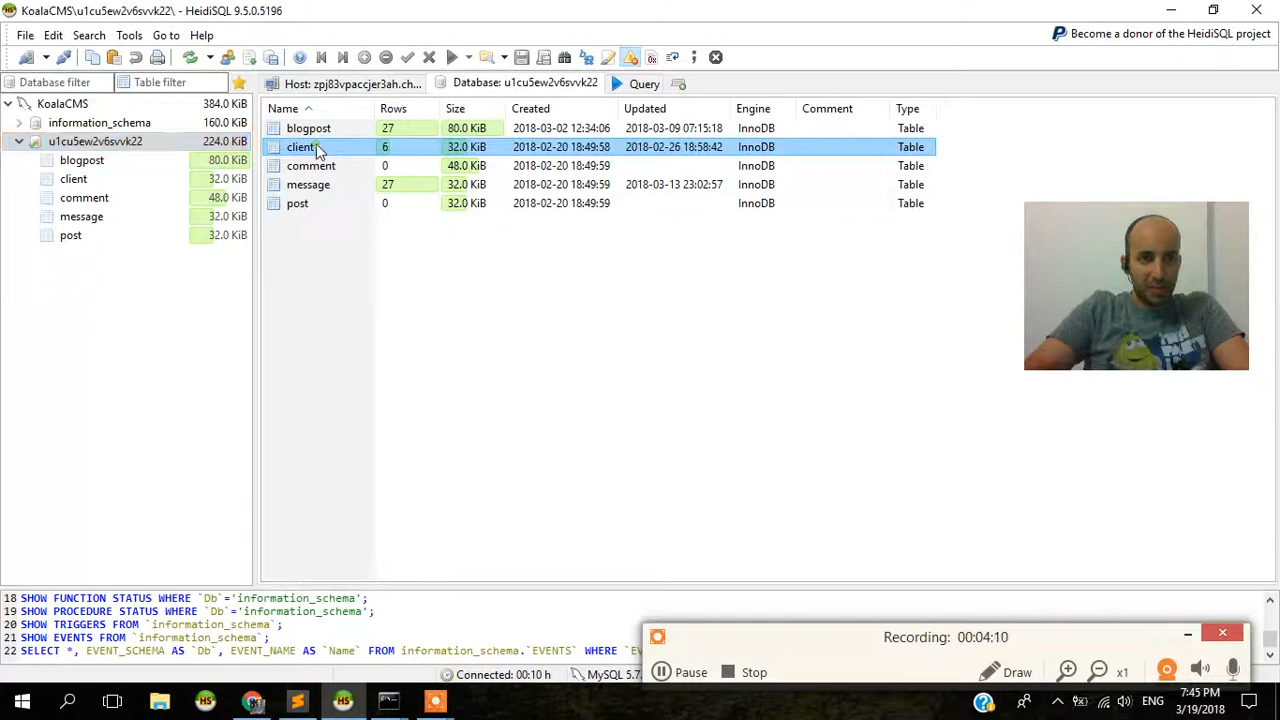 KoalaCMS\u1cu5ew2v6svvk22\ - HeidiSQL 9.5.0.5196
File Edit Search Tools Go to Help
Become a donor of the HeidiSQL project
Database filter Table filter Host: zpj83vpaccjer3ah.ch... Database: u1cu5ew2v6svvk22 Query
KoalaCMS 384.0 KiB
information_schema 160.0 KiB
u1cu5ew2v6svvk22 224.0 KiB
blogpost 80.0 KiB
client 32.0 KiB
comment 48.0 KiB
message 32.0 KiB
post 32.0 KiB
Name Rows Size Created Updated Engine Comment Type
blogpost 27 80.0 KiB 2018-03-02 12:34:06 2018-03-09 07:15:18 InnoDB Table
client 6 32.0 KiB 2018-02-20 18:49:58 2018-02-26 18:58:42 InnoDB Table
comment 0 48.0 KiB 2018-02-20 18:49:59 InnoDB Table
message 27 32.0 KiB 2018-02-20 18:49:59 2018-03-13 23:02:57 InnoDB Table
post 0 32.0 KiB 2018-02-20 18:49:59 InnoDB Table
18 SHOW FUNCTION STATUS WHERE `Db`='information_schema';
19 SHOW PROCEDURE STATUS WHERE `Db`='information_schema';
20 SHOW TRIGGERS FROM `information_schema`;
21 SHOW EVENTS FROM `information_schema`;
22 SELECT *, EVENT_SCHEMA AS `Db`, EVENT_NAME AS `Name` FROM information_schema.`EVENTS` WHERE `EV
Connected: 00:10 h MySQL 5.7
Recording: 00:04:10
Pause Stop Draw x1
HS HS
ENG
7:45 PM
3/19/2018